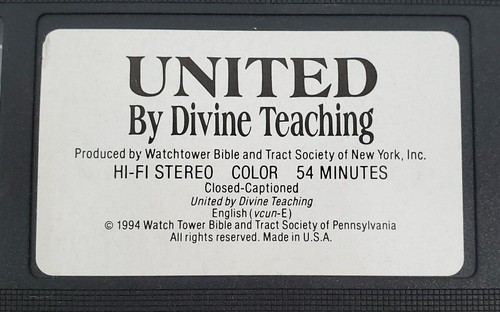 UNITED
By Divine Teaching
Produced by Watchtower Bible and Tract Society of New York, Inc.
HI-FI STEREO COLOR 54 MINUTES
Closed-Captioned
United by Divine Teaching
English (vcun-E)
© 1994 Watch Tower Bible and Tract Society of Pennsylvania
All rights reserved. Made in U.S.A.